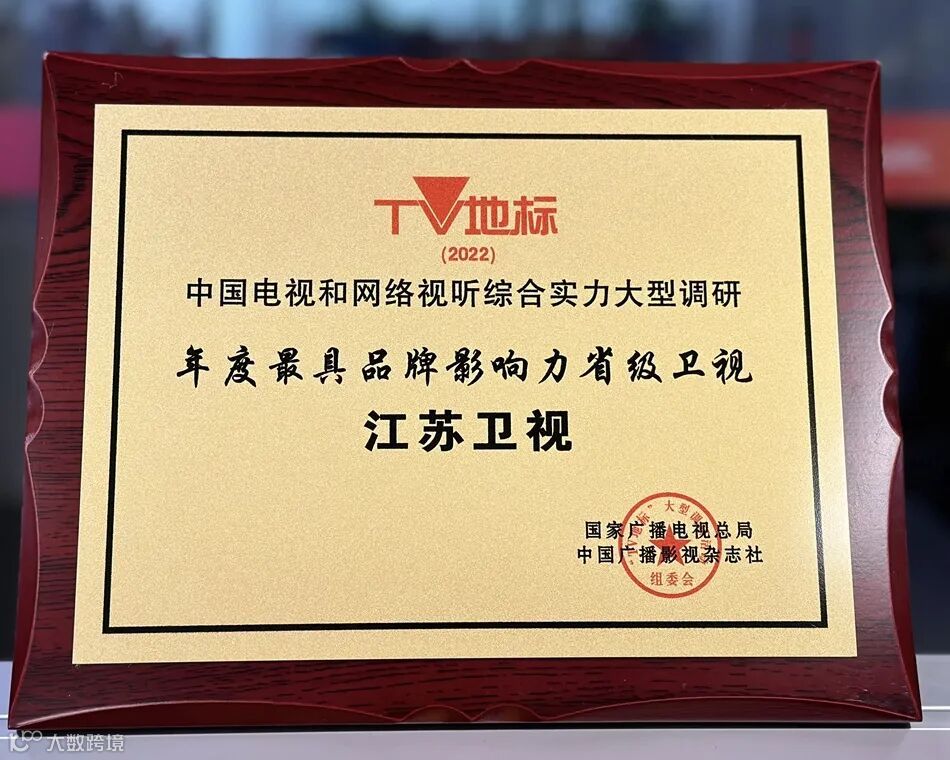 TV地标
(2022)
中国电视和网络视听综合实力大型调研
年度最具品牌影响力省级卫视
江苏卫视
国家广播电视总局
中国广播影视杂志社
组委会
大数跨境